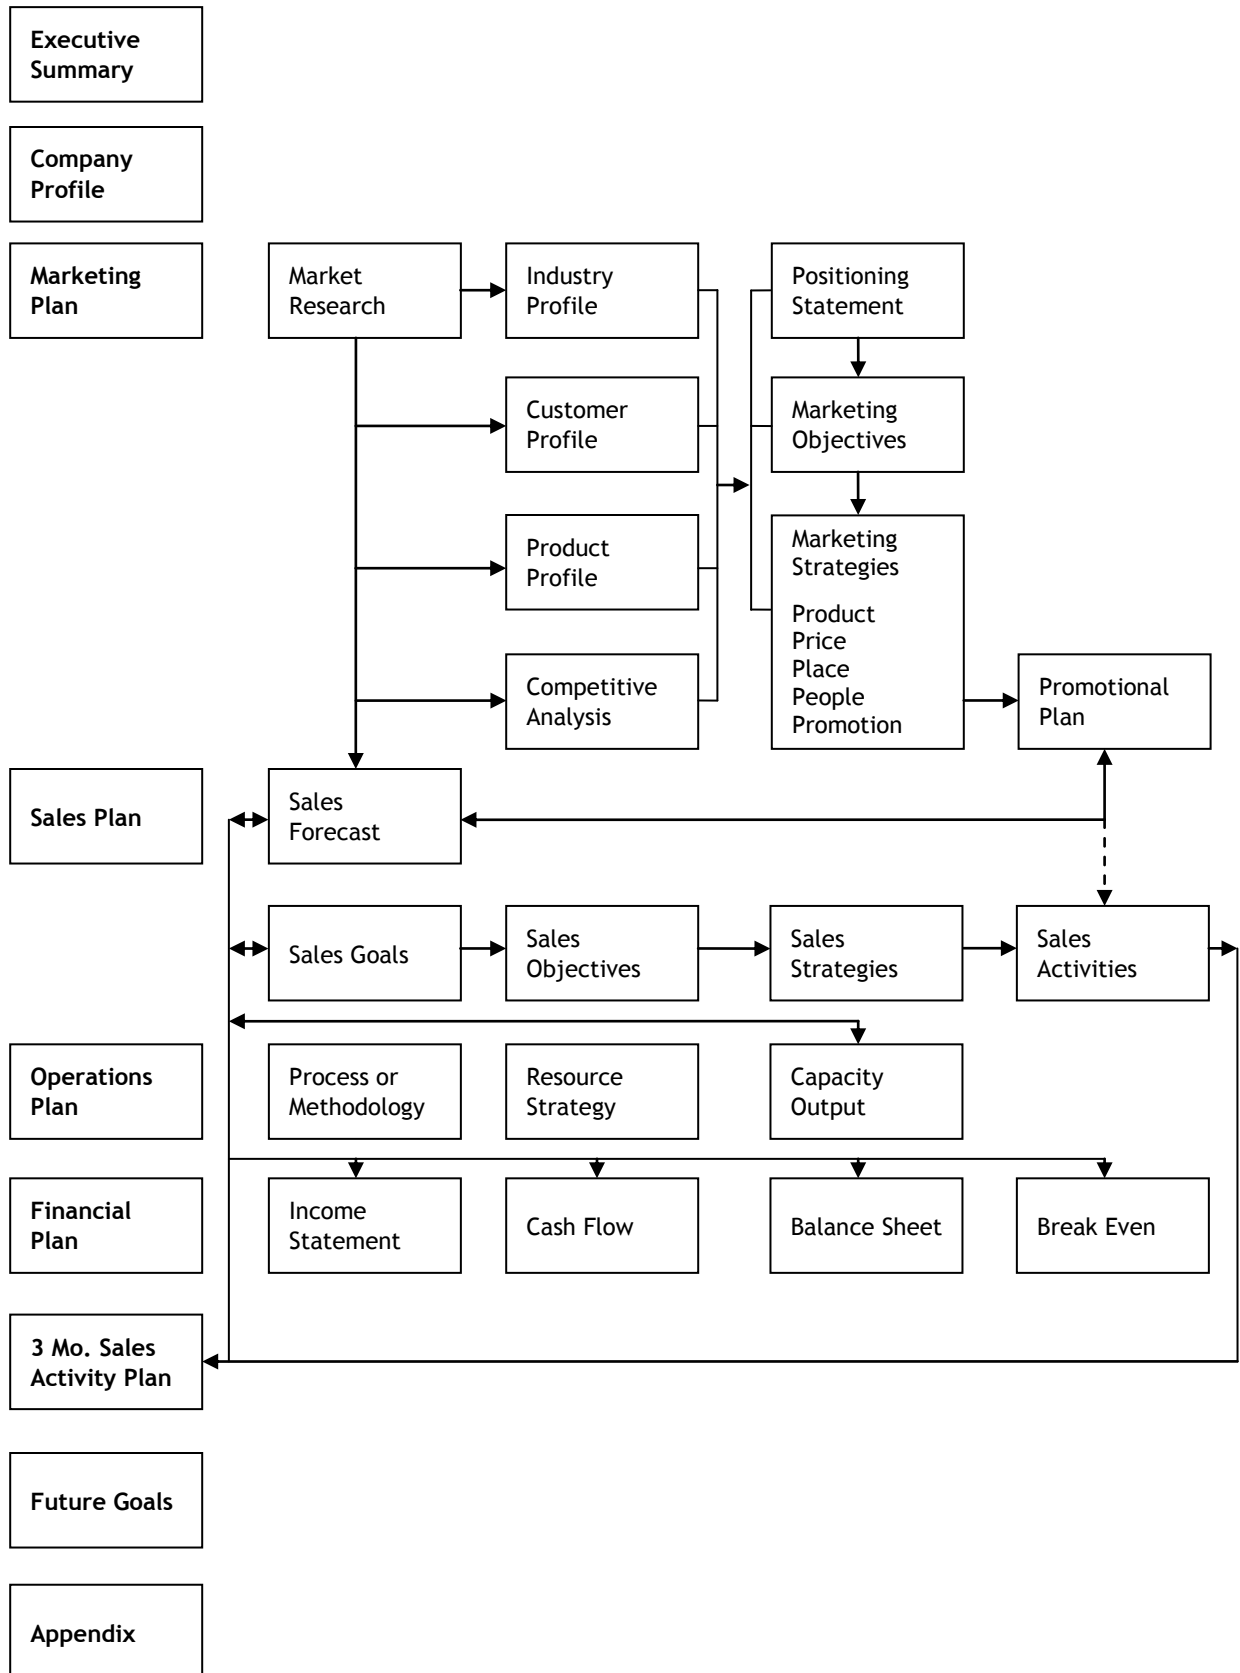 Executive
Summary
Company
Profile
Marketing
Plan
Market
Research
Industry
Profile
Positioning
Statement
Customer
Profile
Marketing
Objectives
Product
Profile
Marketing
Strategies
Product
Price
Place
People
Promotion
Competitive
Analysis
Promotional
Plan
Sales Plan
Sales
Forecast
Sales Goals
Sales
Objectives
Sales
Strategies
Sales
Activities
Operations
Plan
Process or
Methodology
Resource
Strategy
Capacity
Output
Financial
Plan
Income
Statement
Cash Flow
Balance Sheet
Break Even
3 Mo. Sales
Activity Plan
Future Goals
Appendix